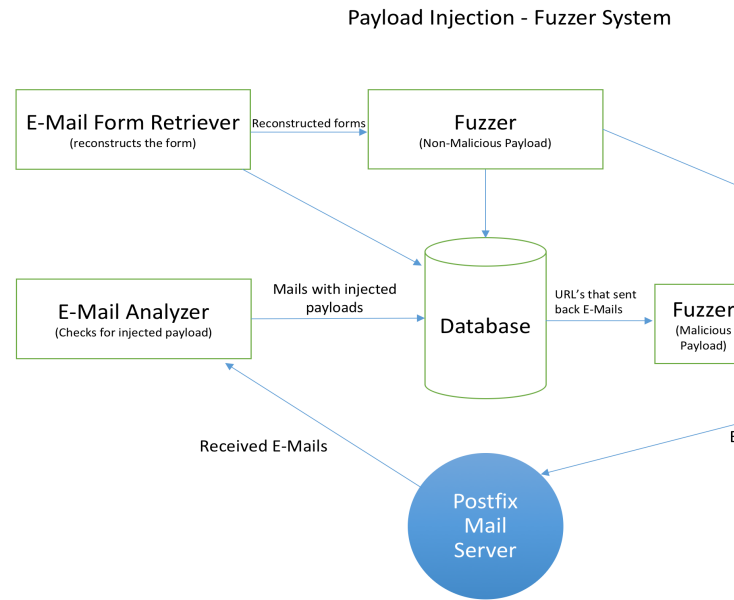 Payload Injection - Fuzzer System
E-Mail Form Retriever
(reconstructs the form)
Reconstructed forms
Fuzzer
(Non-Malicious Payload)
E-Mail Analyzer
(Checks for injected payload)
Mails with injected
payloads
Database
URL's that sent
back E-Mails
Fuzzer
(Malicious
Payload)
Received E-Mails
Postfix
Mail
Server